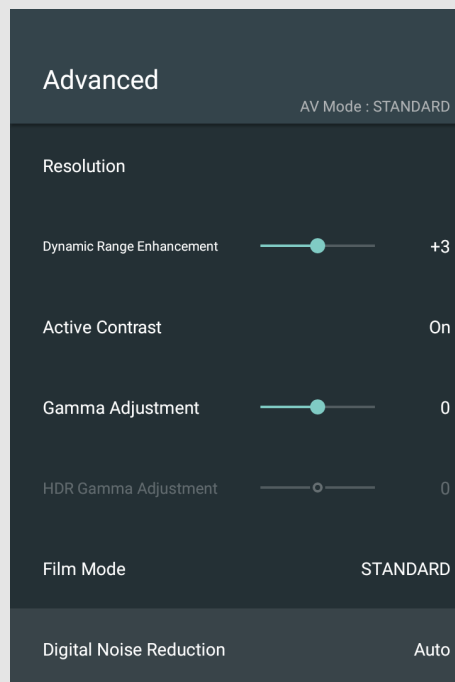 Advanced
AV Mode : STANDARD
Resolution
Dynamic Range Enhancement +3
Active Contrast On
Gamma Adjustment 0
HDR Gamma Adjustment 0
Film Mode STANDARD
Digital Noise Reduction Auto